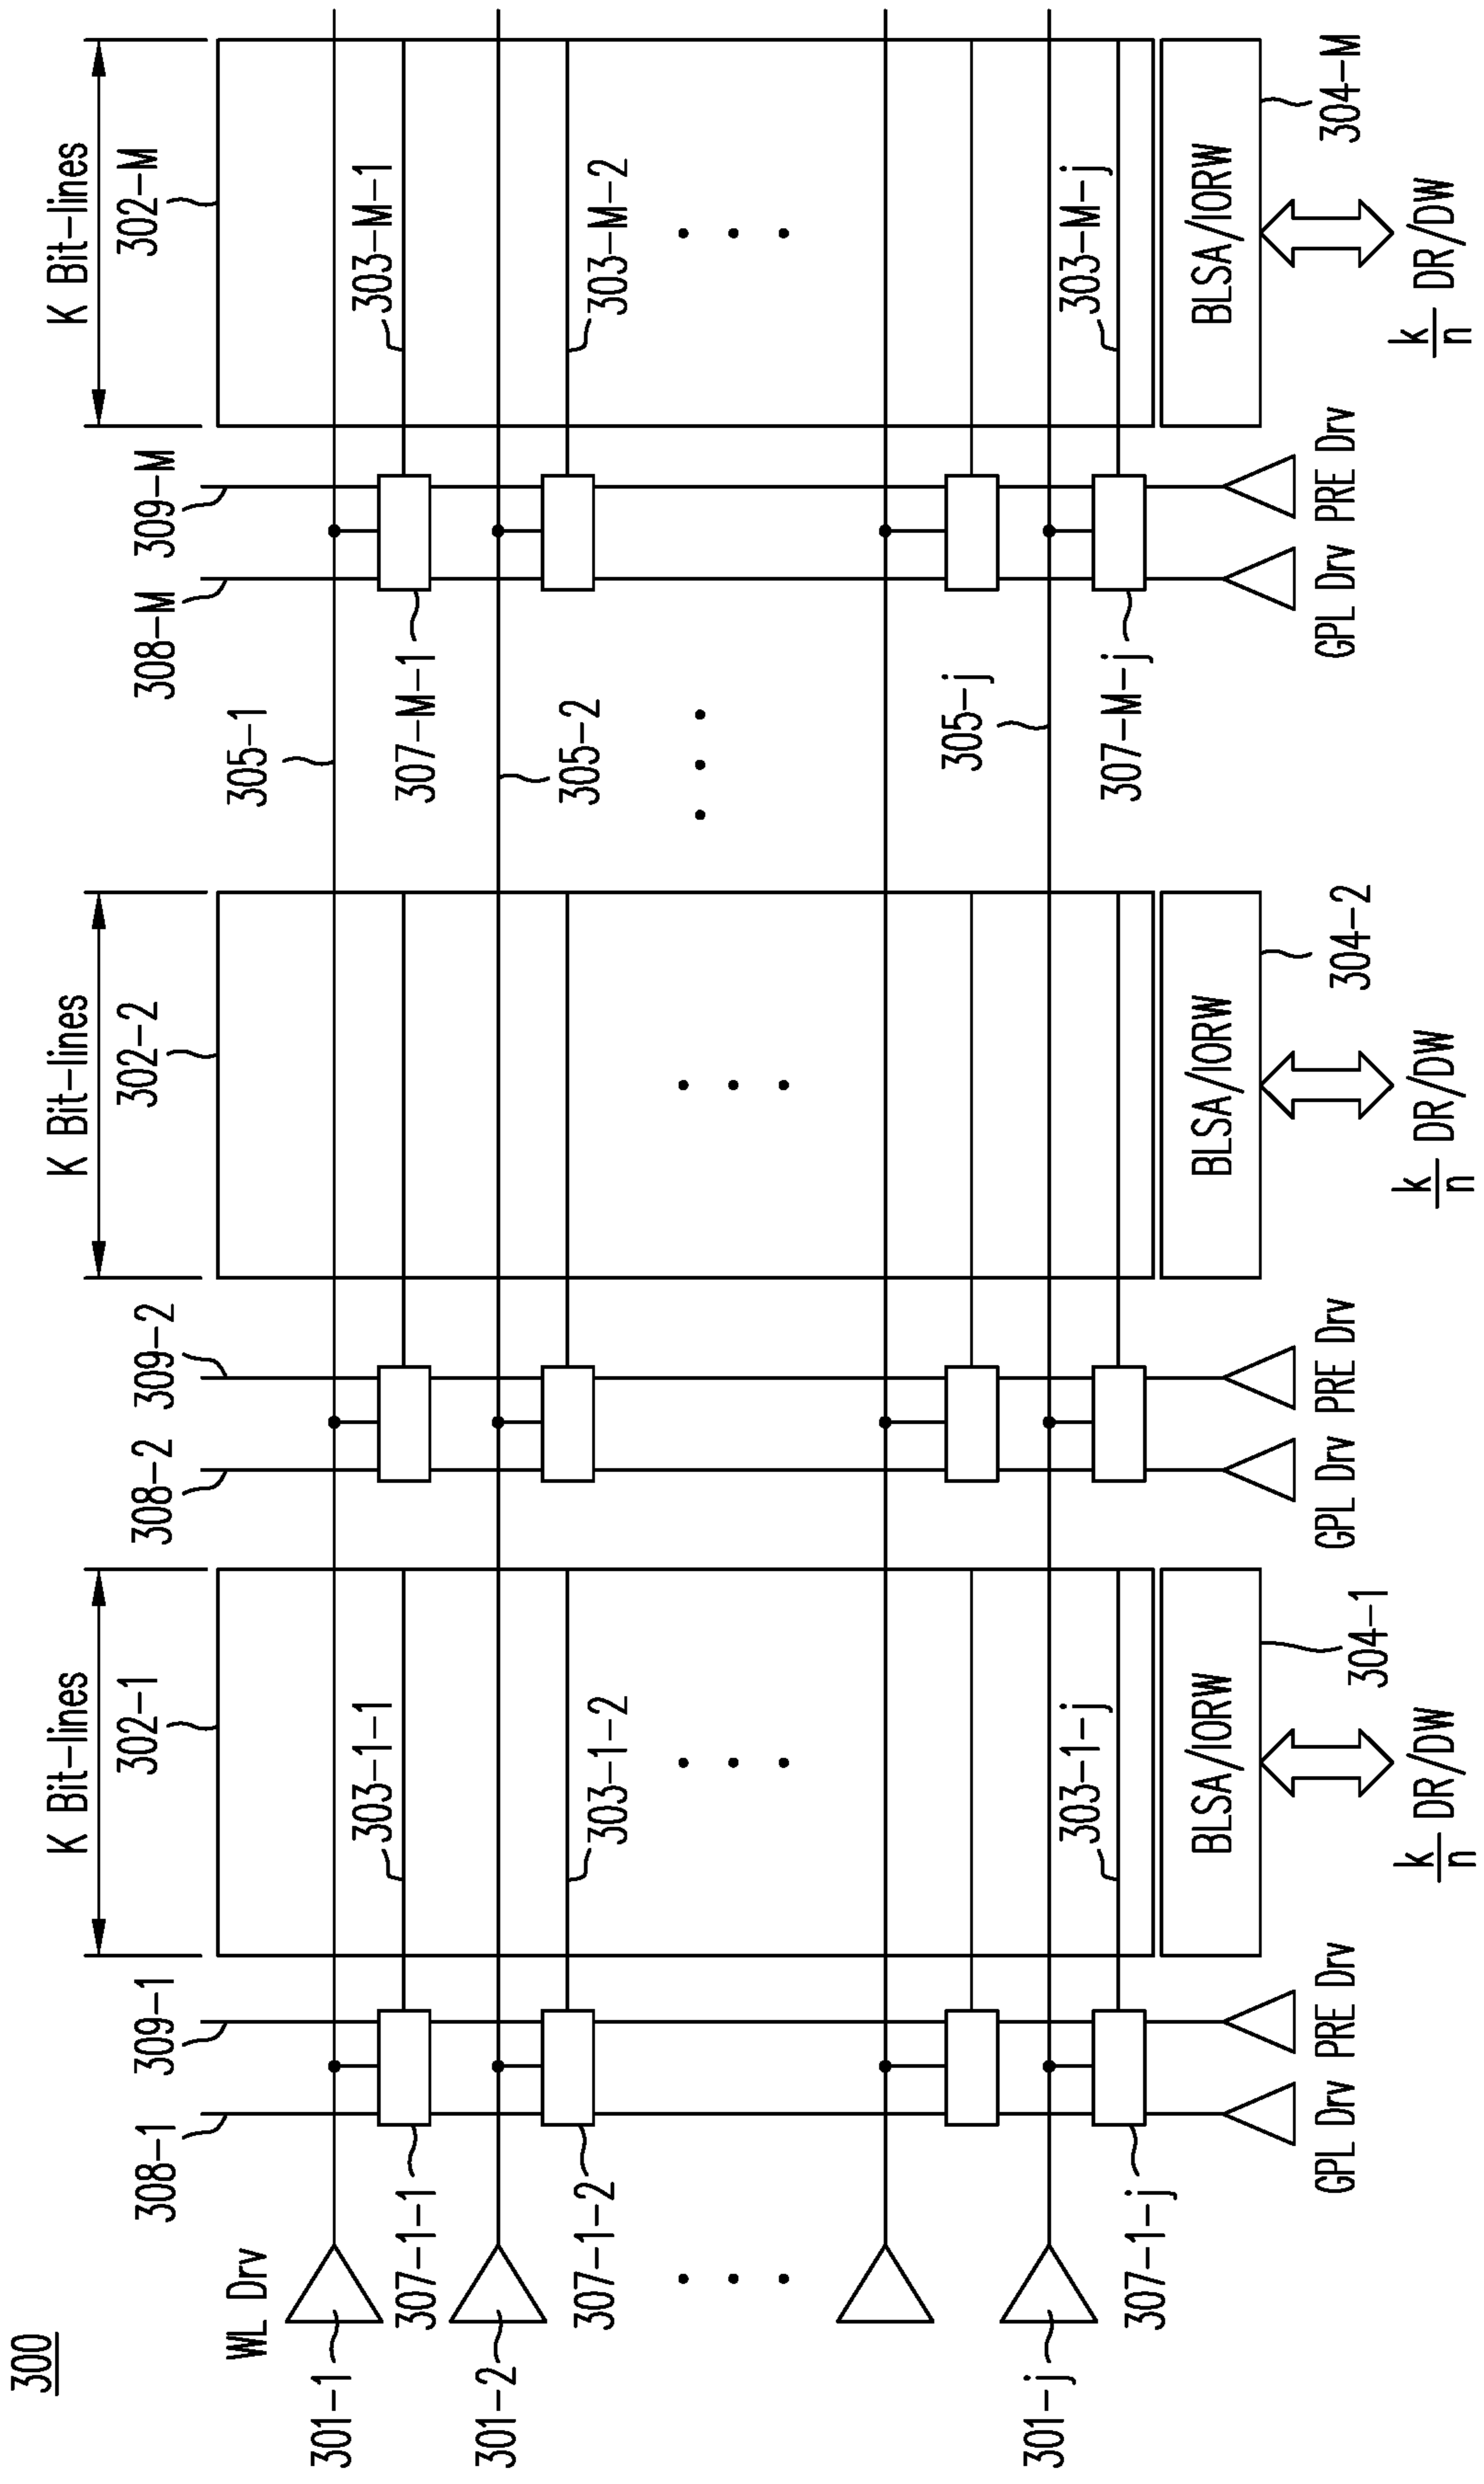 300
K Bit-lines K Bit-lines K Bit-lines
302-1 302-2 302-M
308-1 309-1 308-2 309-2 308-M 309-M
WL Drv
305-1
301-1
307-1-1
303-1-1
307-M-1
303-M-1
301-2
307-1-2
303-1-2
305-2
303-M-2
305-j
301-j
307-1-j
303-1-j
307-M-j
303-M-j
BLSA/IORW BLSA/IORW BLSA/IORW
GPL Drv PRE Drv GPL Drv PRE Drv GPL Drv PRE Drv
304-1 304-2 304-M
k/n DR/DW k/n DR/DW k/n DR/DW